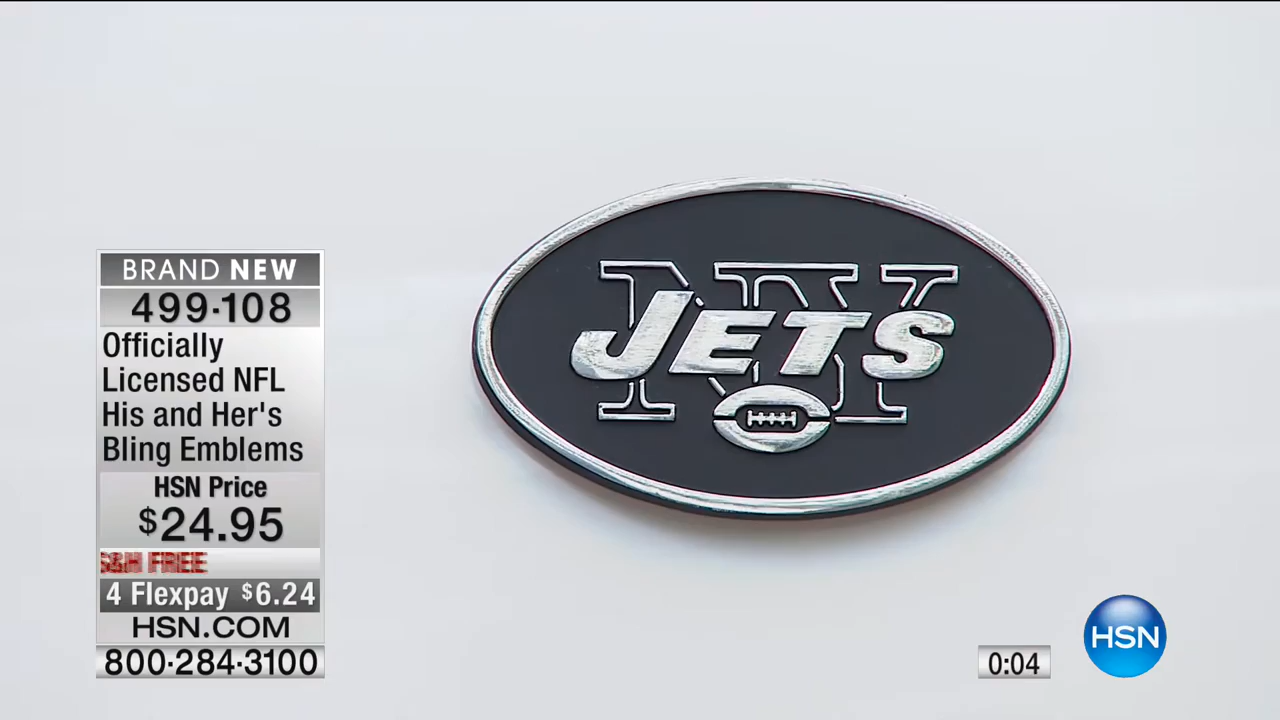 BRAND NEW
499·108
Officially
Licensed NFL
His and Her's
Bling Emblems
HSN Price
$24.95
S&H FREE
4 Flexpay $6.24
HSN.COM
800·284·3100
NY
JETS
0:04
HSN